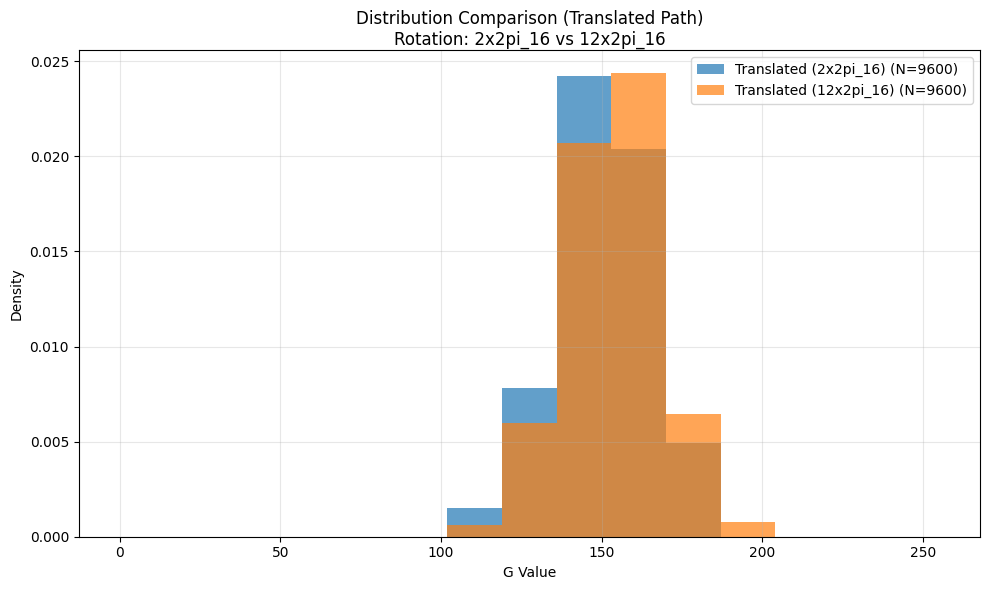 Distribution Comparison (Translated Path)
Rotation: 2x2pi_16 vs 12x2pi_16
Translated (2x2pi_16) (N=9600)
Translated (12x2pi_16) (N=9600)
Density
0.025
0.020
0.015
0.010
0.005
0.000
0 50 100 150 200 250
G Value